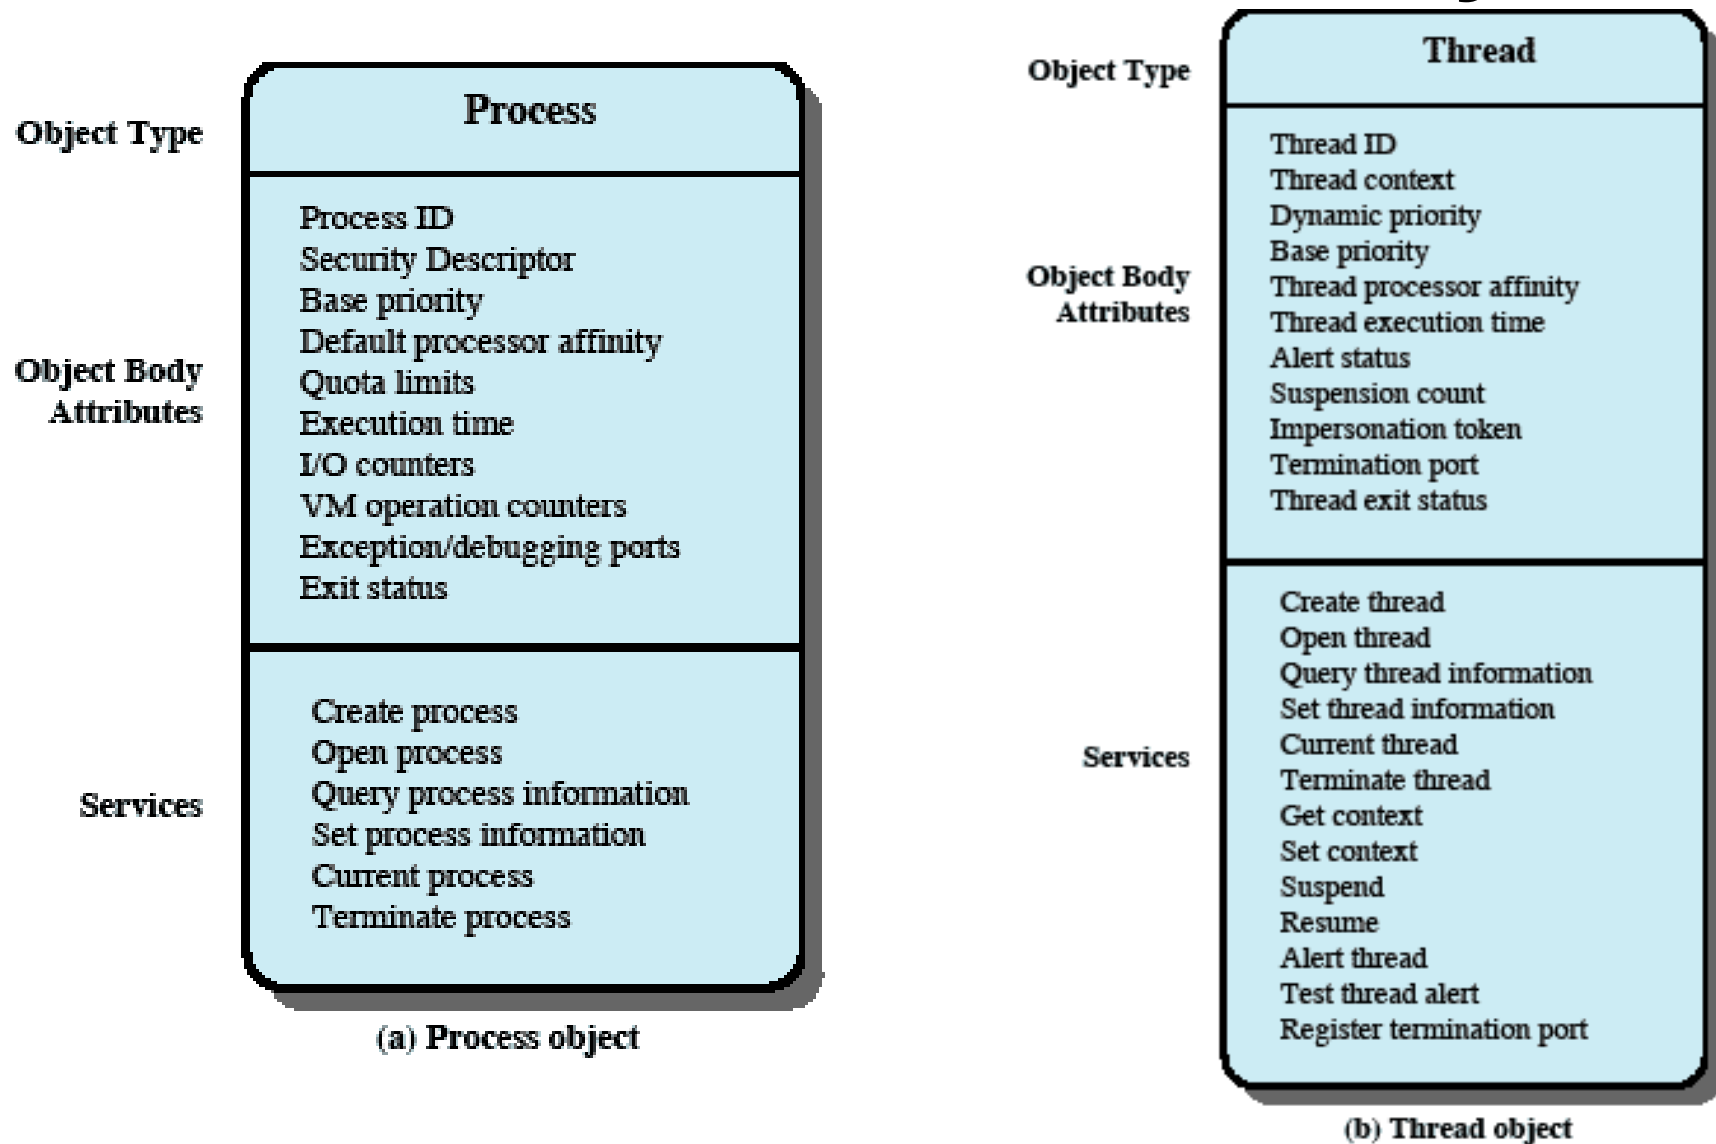 Object Type
Process
Object Body
Attributes
Process ID
Security Descriptor
Base priority
Default processor affinity
Quota limits
Execution time
I/O counters
VM operation counters
Exception/debugging ports
Exit status
Services
Create process
Open process
Query process information
Set process information
Current process
Terminate process
(a) Process object
Object Type
Thread
Object Body
Attributes
Thread ID
Thread context
Dynamic priority
Base priority
Thread processor affinity
Thread execution time
Alert status
Suspension count
Impersonation token
Termination port
Thread exit status
Services
Create thread
Open thread
Query thread information
Set thread information
Current thread
Terminate thread
Get context
Set context
Suspend
Resume
Alert thread
Test thread alert
Register termination port
(b) Thread object